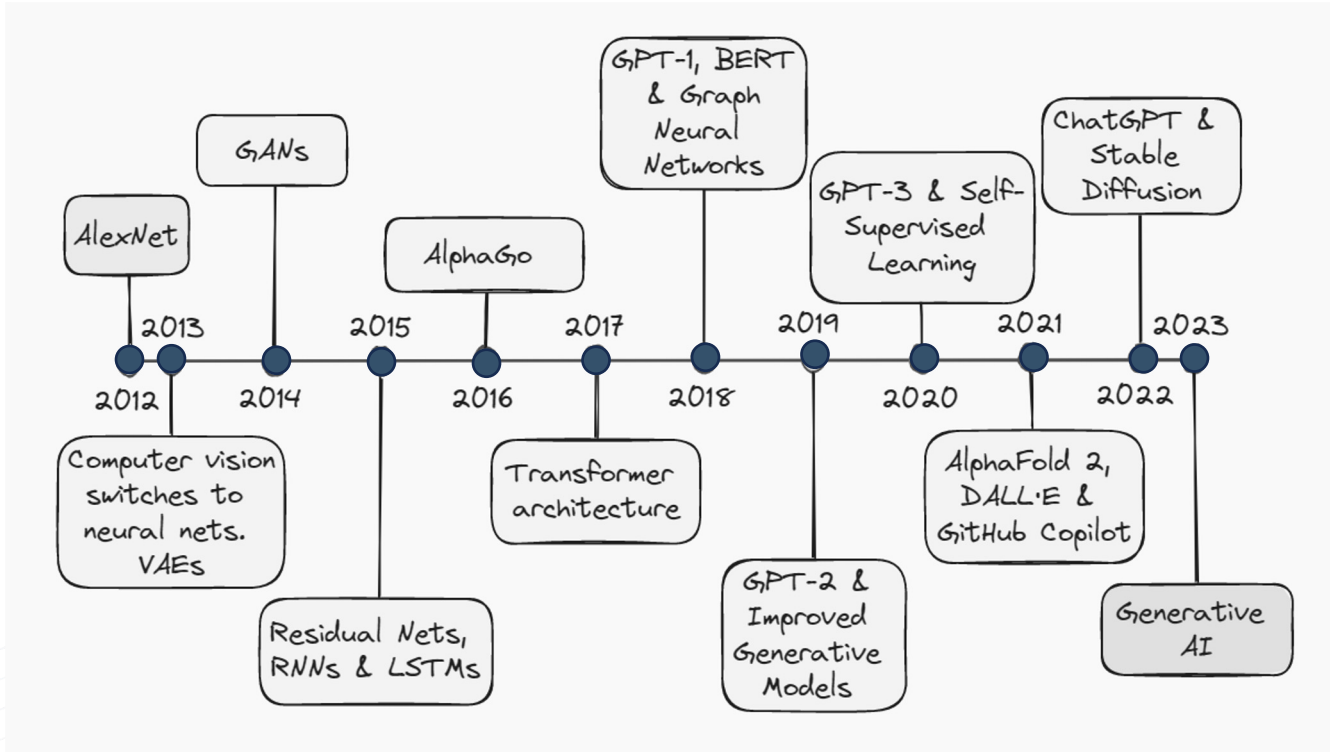 AlexNet
2012
2013
Computer vision
switches to
neural nets.
VAEs
GANs
2014
2015
Residual Nets,
RNNs & LSTMs
AlphaGo
2016
2017
Transformer
architecture
GPT-1, BERT
& Graph
Neural
Networks
2018
2019
GPT-2 &
Improved
Generative
Models
GPT-3 & Self-
Supervised
Learning
2020
2021
AlphaFold 2,
DALL·E &
GitHub Copilot
ChatGPT &
Stable
Diffusion
2022
2023
Generative
AI